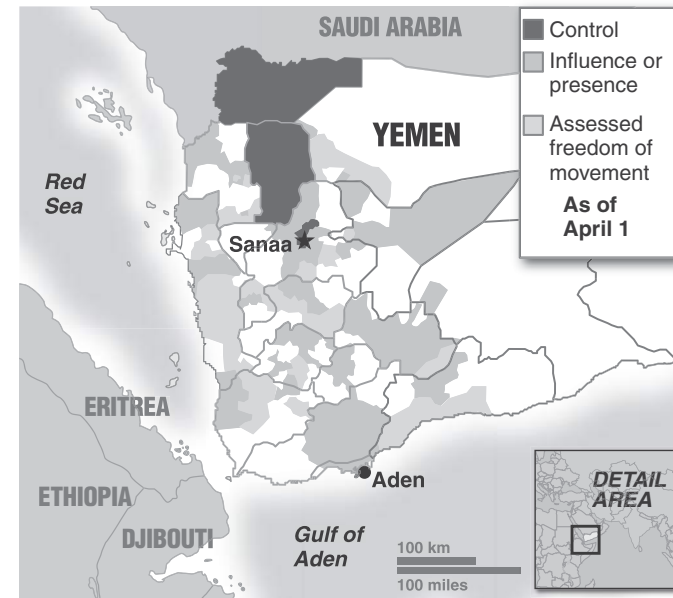 SAUDI ARABIA
Control
Influence or
presence
Assessed
freedom of
movement
As of
April 1
YEMEN
Red
Sea
Sanaa
ERITREA
ETHIOPIA
DJIBOUTI
Aden
Gulf of
Aden
100 km
100 miles
DETAIL
AREA